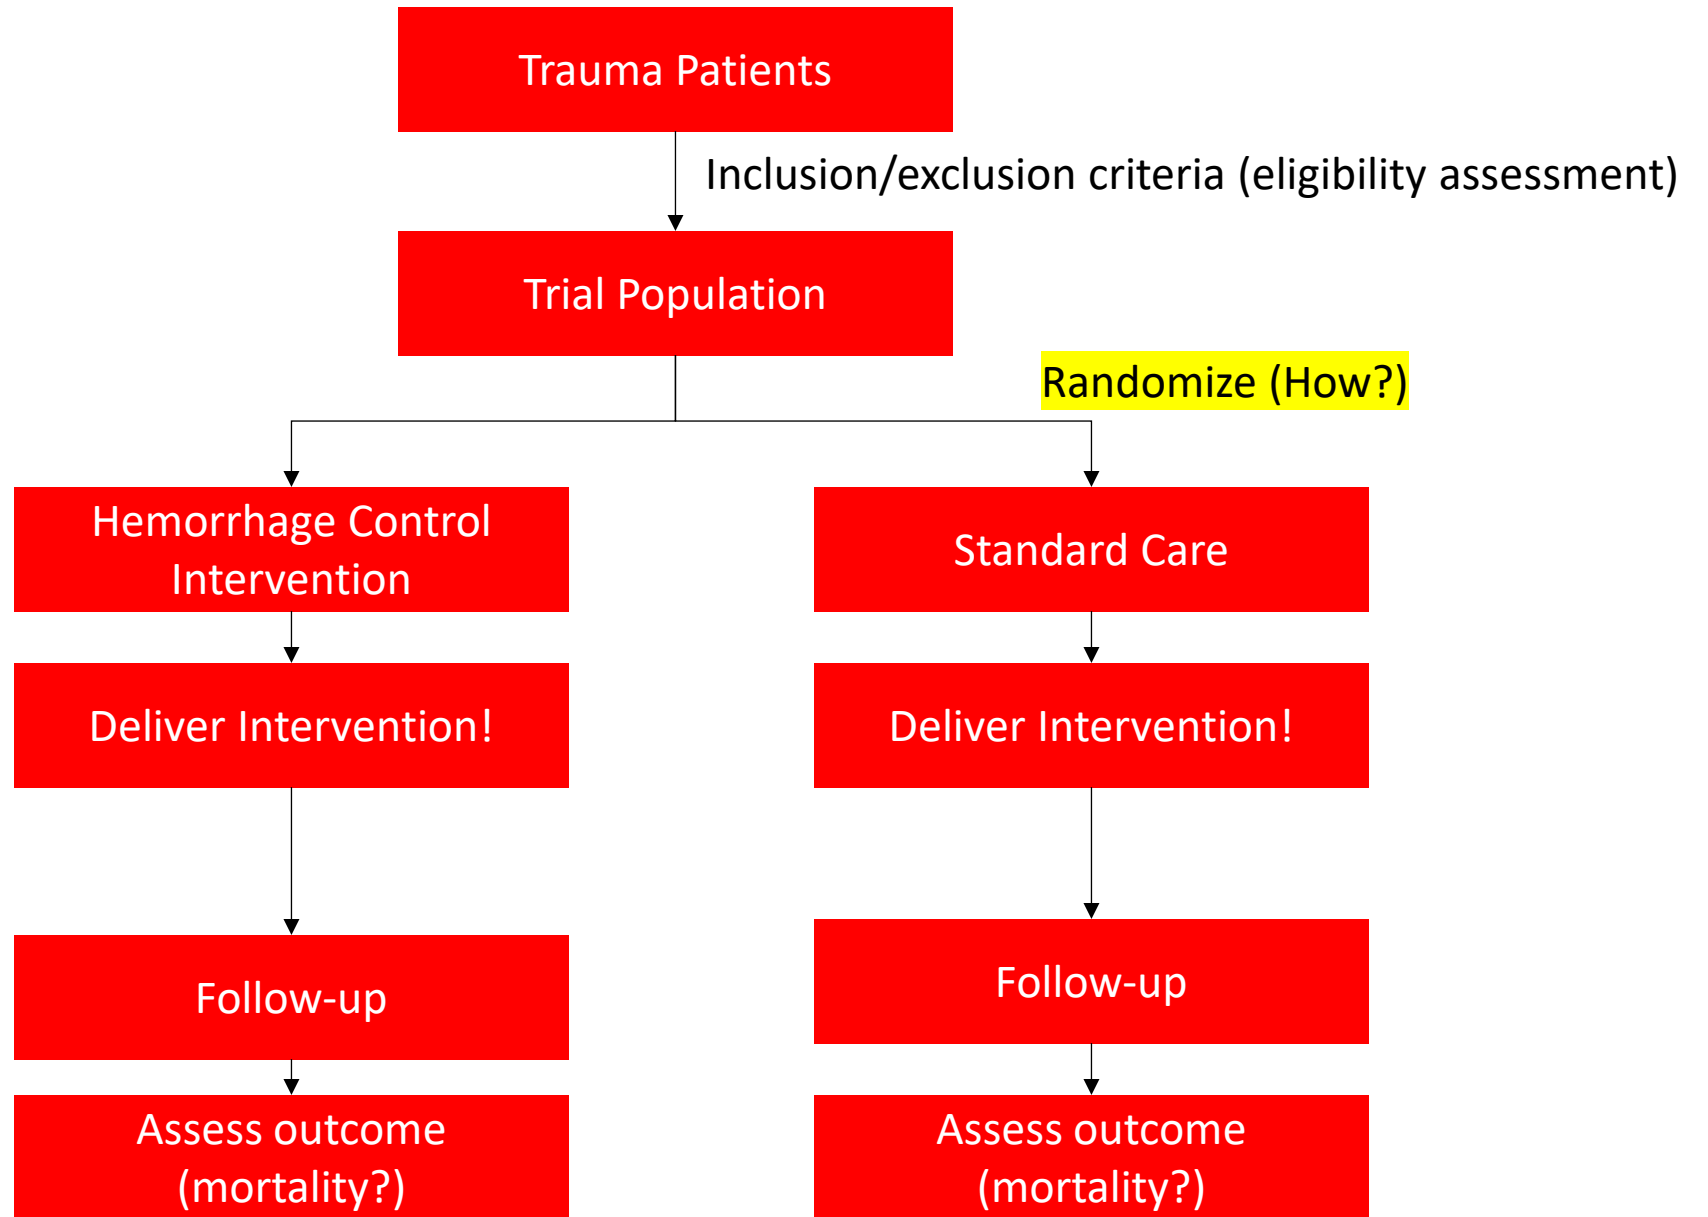 Trauma Patients
Inclusion/exclusion criteria (eligibility assessment)
Trial Population
Randomize (How?)
Hemorrhage Control
Intervention
Standard Care
Deliver Intervention!
Deliver Intervention!
Follow-up
Follow-up
Assess outcome
(mortality?)
Assess outcome
(mortality?)